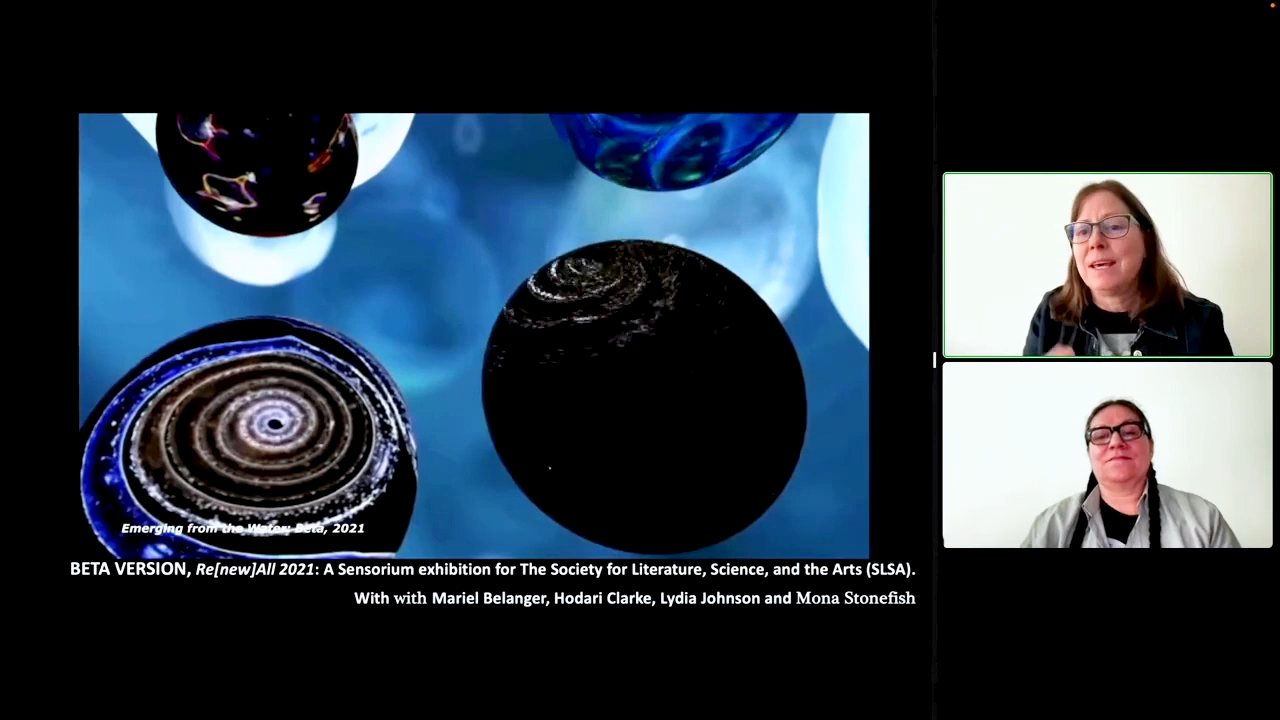 Emerging from the Water: Beta, 2021
BETA VERSION, Re[new]All 2021: A Sensorium exhibition for The Society for Literature, Science, and the Arts (SLSA).
With with Mariel Belanger, Hodari Clarke, Lydia Johnson and Mona Stonefish